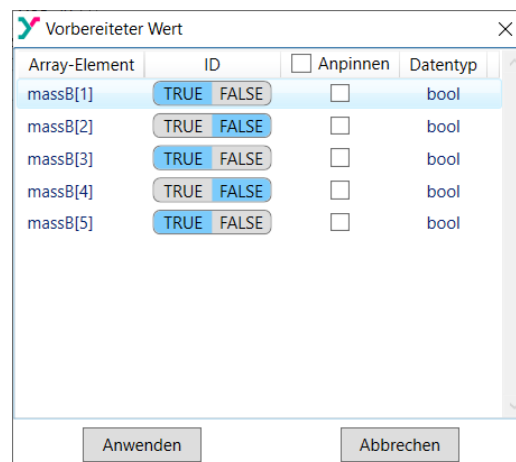 Vorbereiteter Wert
Array-Element ID Anpinnen Datentyp
massB[1] TRUE FALSE bool
massB[2] TRUE FALSE bool
massB[3] TRUE FALSE bool
massB[4] TRUE FALSE bool
massB[5] TRUE FALSE bool
Anwenden Abbrechen